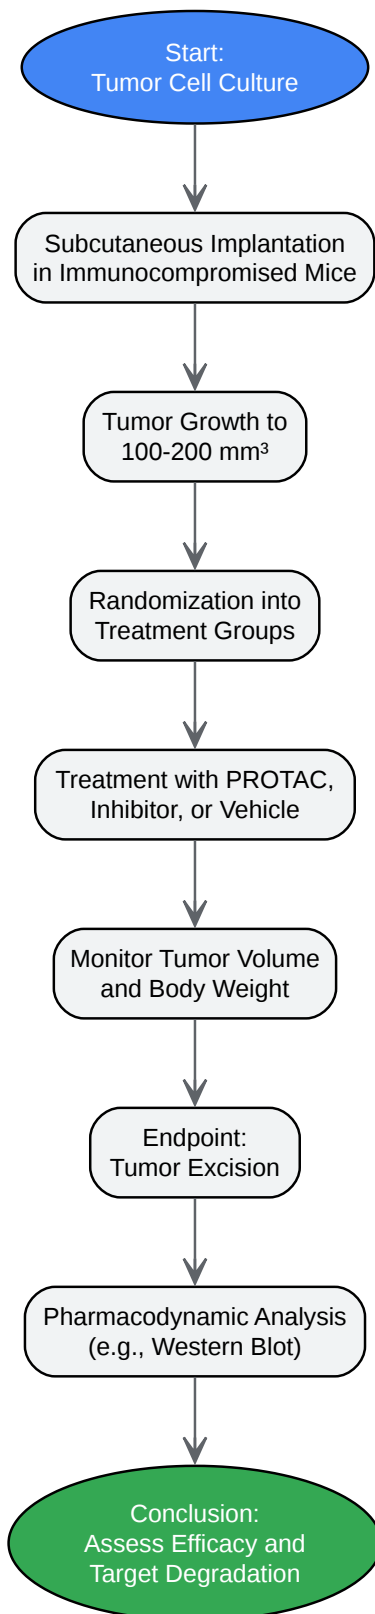 Start:
Tumor Cell Culture
Subcutaneous Implantation
in Immunocompromised Mice
Tumor Growth to
100-200 mm³
Randomization into
Treatment Groups
Treatment with PROTAC,
Inhibitor, or Vehicle
Monitor Tumor Volume
and Body Weight
Endpoint:
Tumor Excision
Pharmacodynamic Analysis
(e.g., Western Blot)
Conclusion:
Assess Efficacy and
Target Degradation